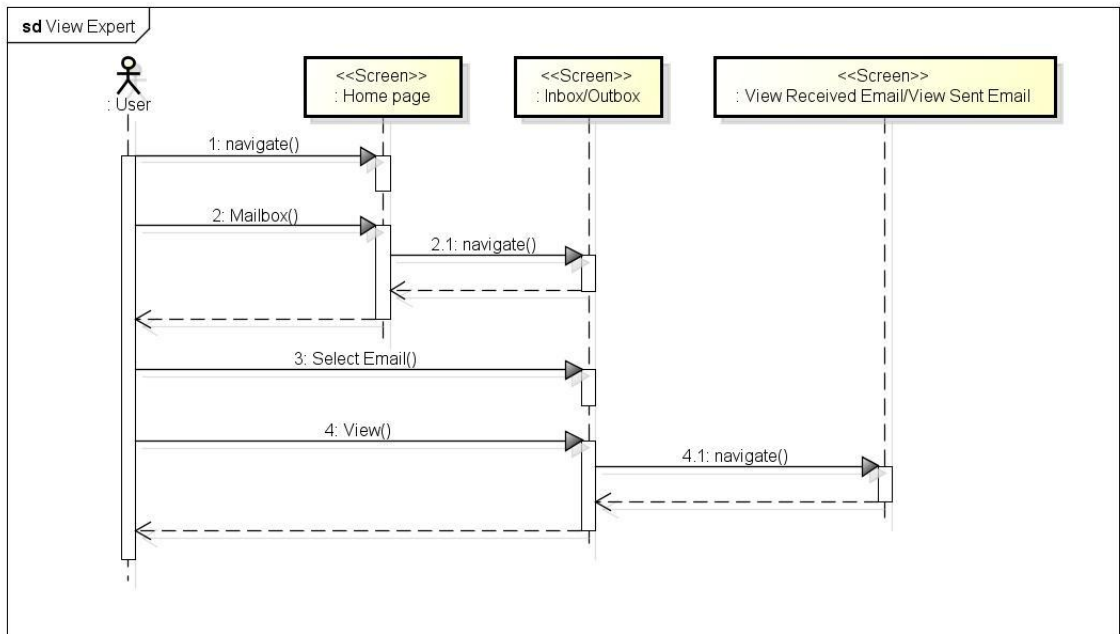 sd View Expert
: User
<<Screen>>
: Home page
<<Screen>>
: Inbox/Outbox
<<Screen>>
: View Received Email/View Sent Email
1: navigate()
2: Mailbox()
2.1: navigate()
3: Select Email()
4: View()
4.1: navigate()